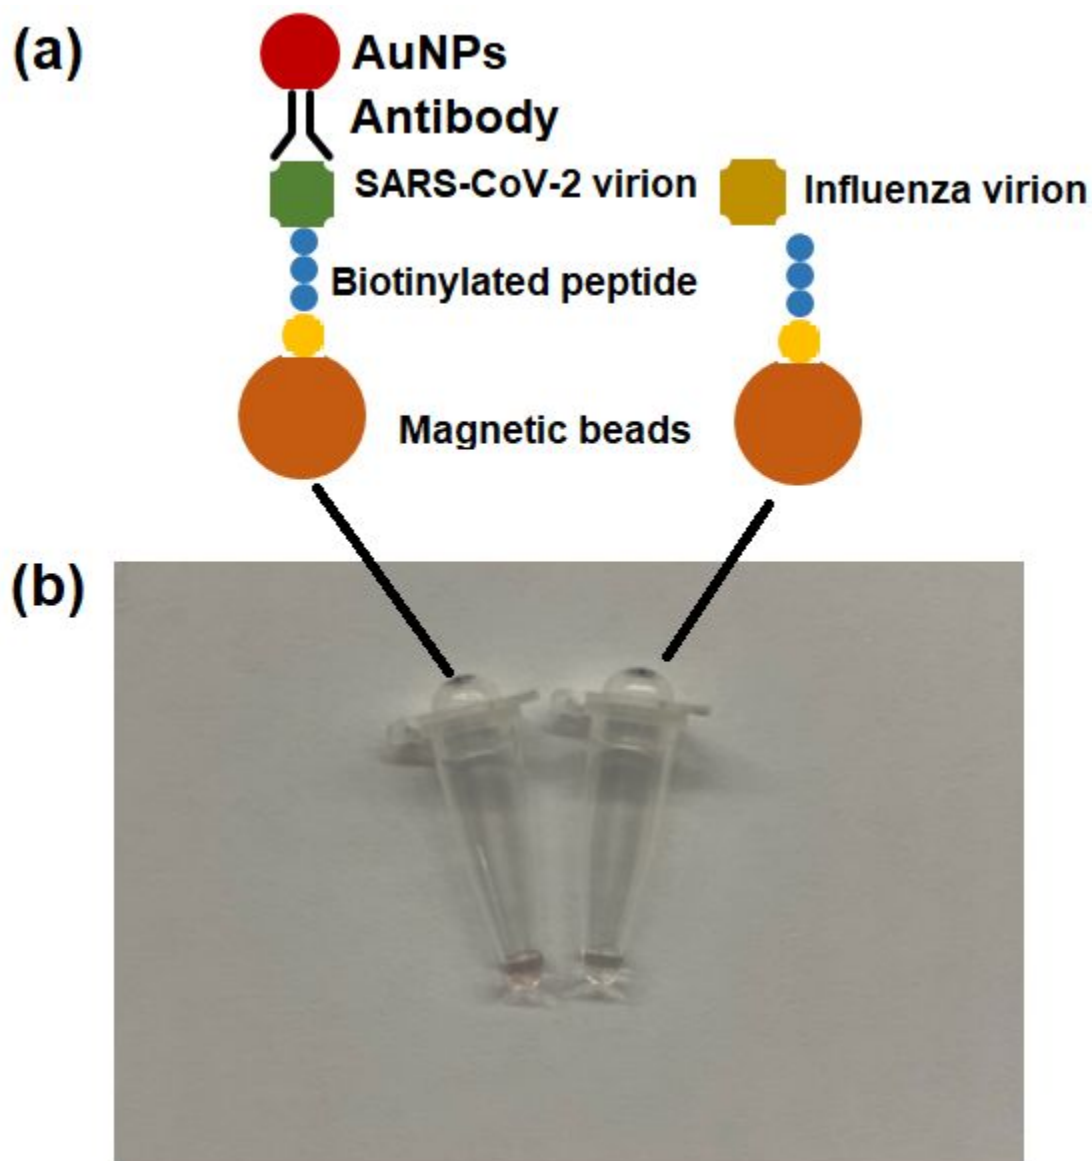 (a)
AuNPs
Antibody
SARS-CoV-2 virion
Influenza virion
Biotinylated peptide
Magnetic beads
(b)